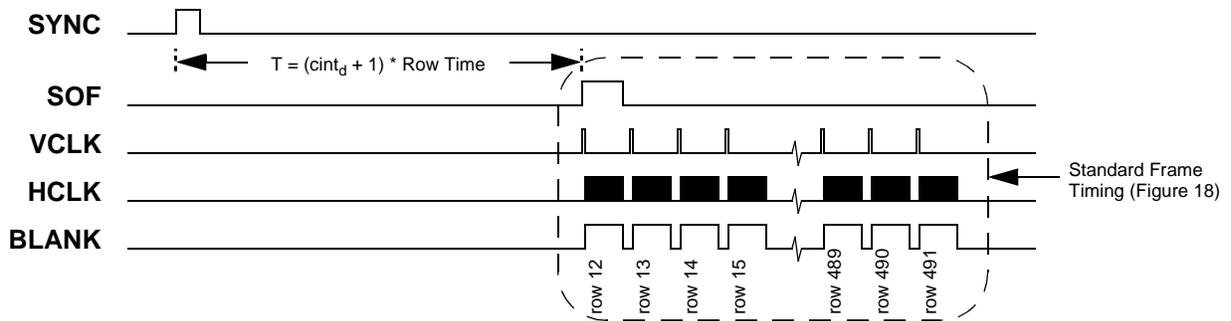 SYNC
T = (cint_d + 1) * Row Time
SOF
VCLK
HCLK
Standard Frame
Timing (Figure 18)
BLANK
row 12
row 13
row 14
row 15
row 489
row 490
row 491